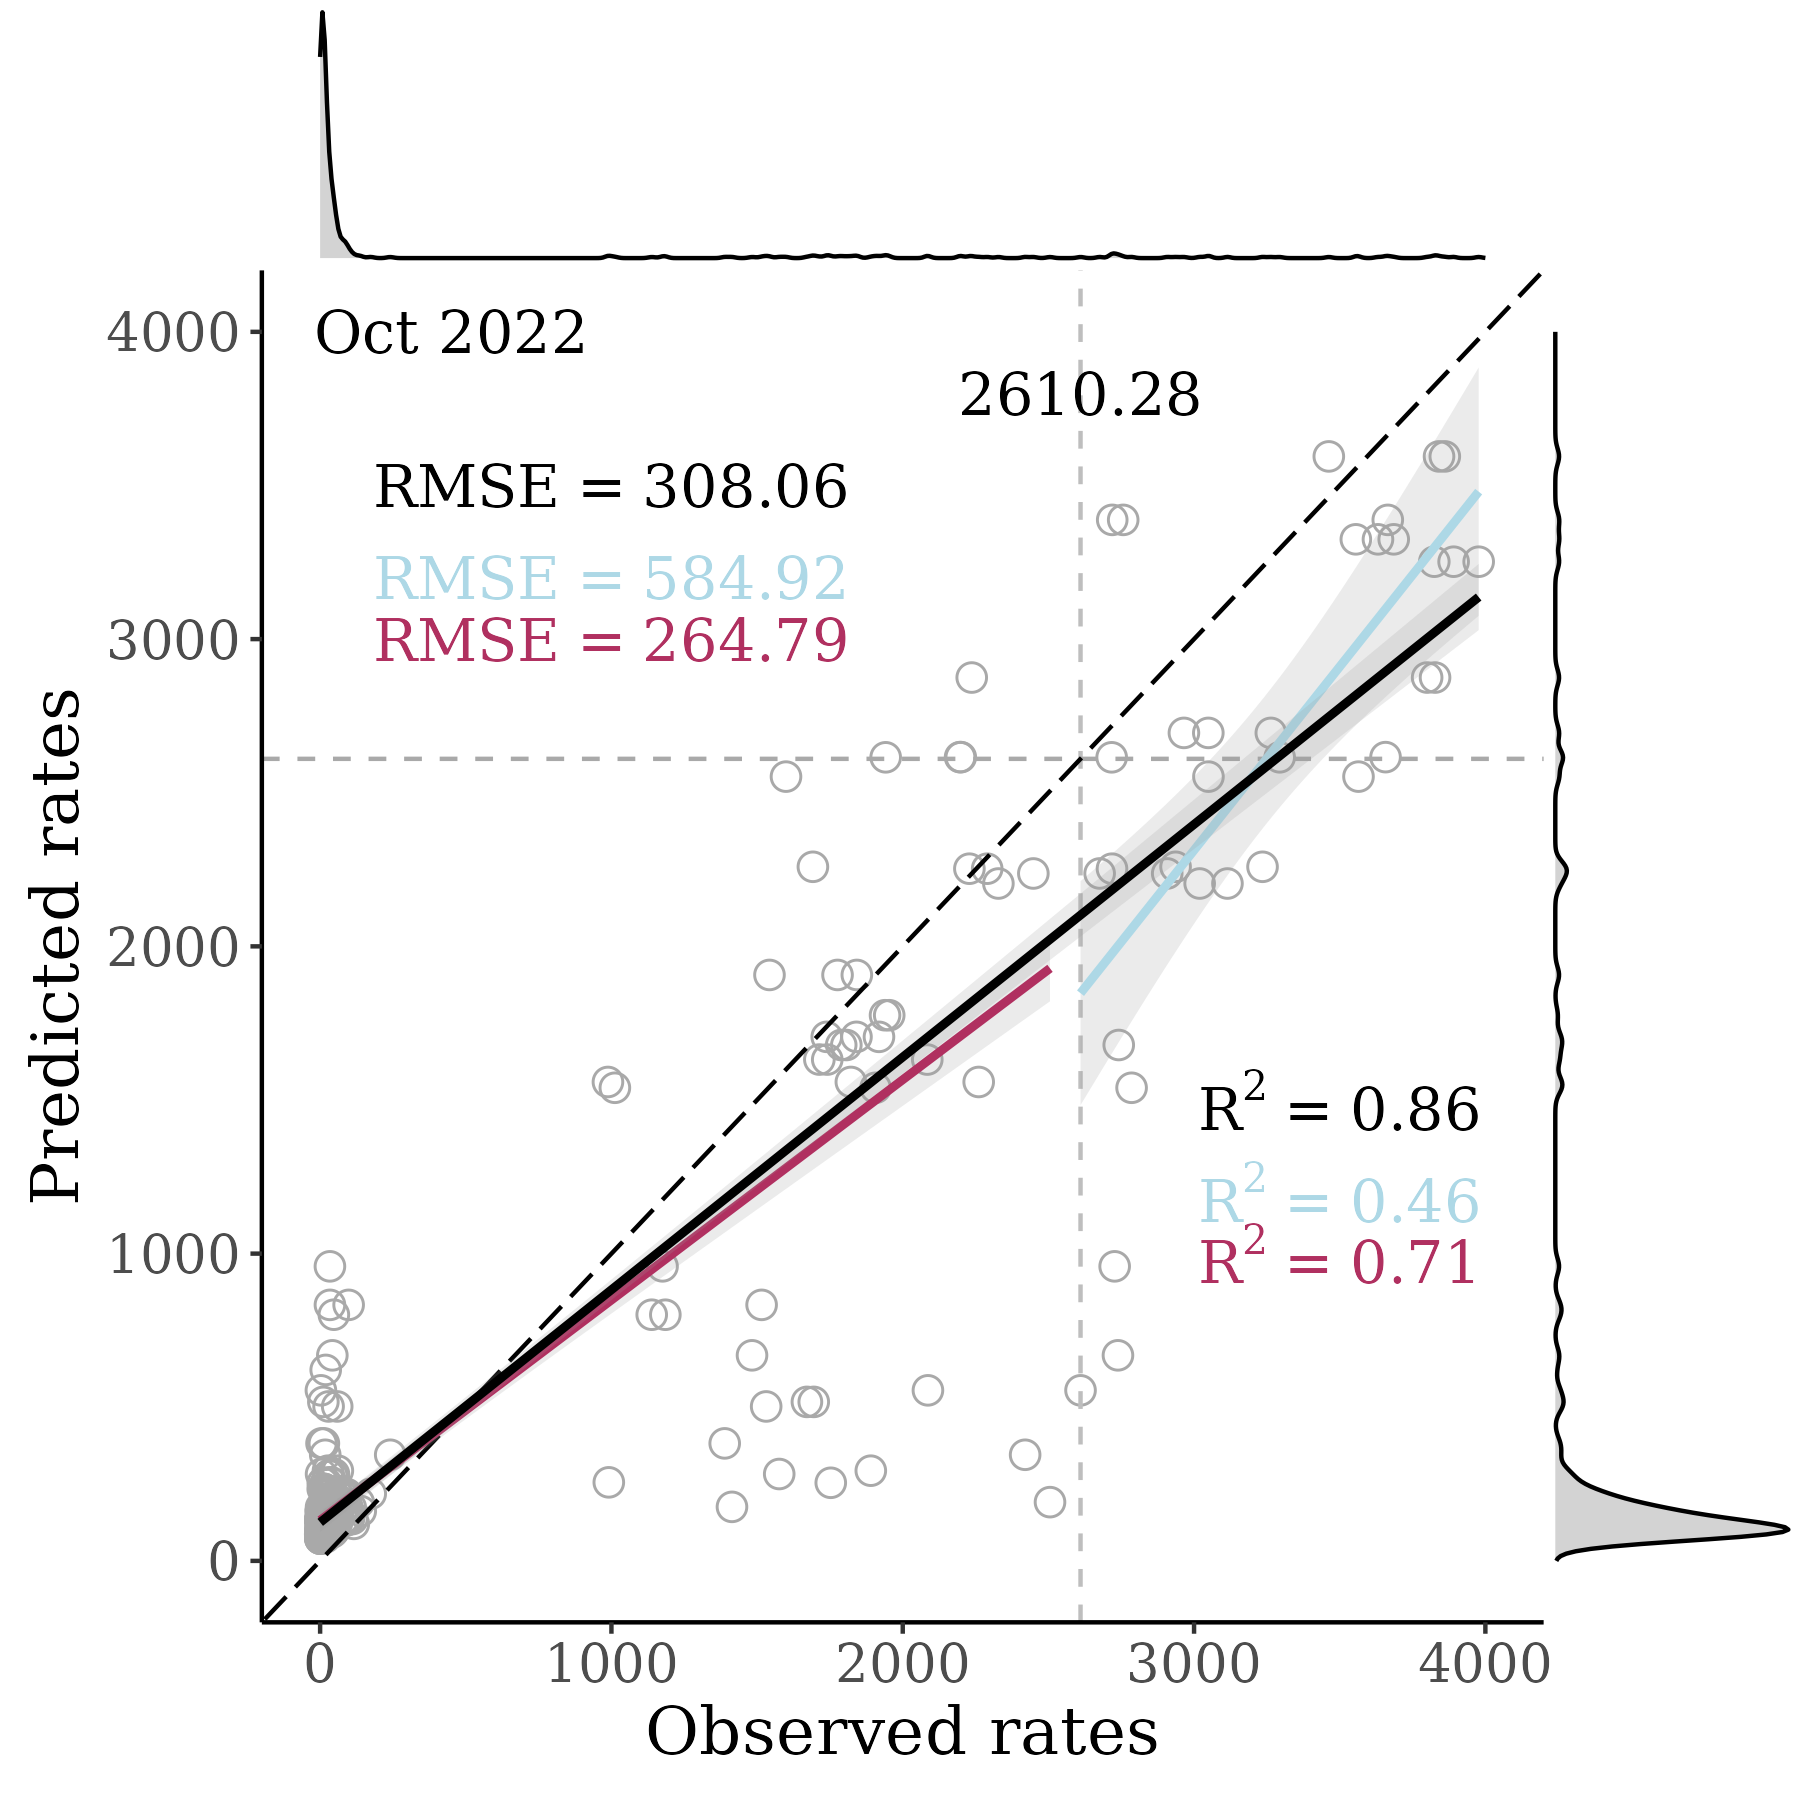 Oct 2022
2610.28
RMSE = 308.06
RMSE = 584.92
RMSE = 264.79
R² = 0.86
R² = 0.46
R² = 0.71
4000
3000
2000
1000
0
Predicted rates
0 1000 2000 3000 4000
Observed rates